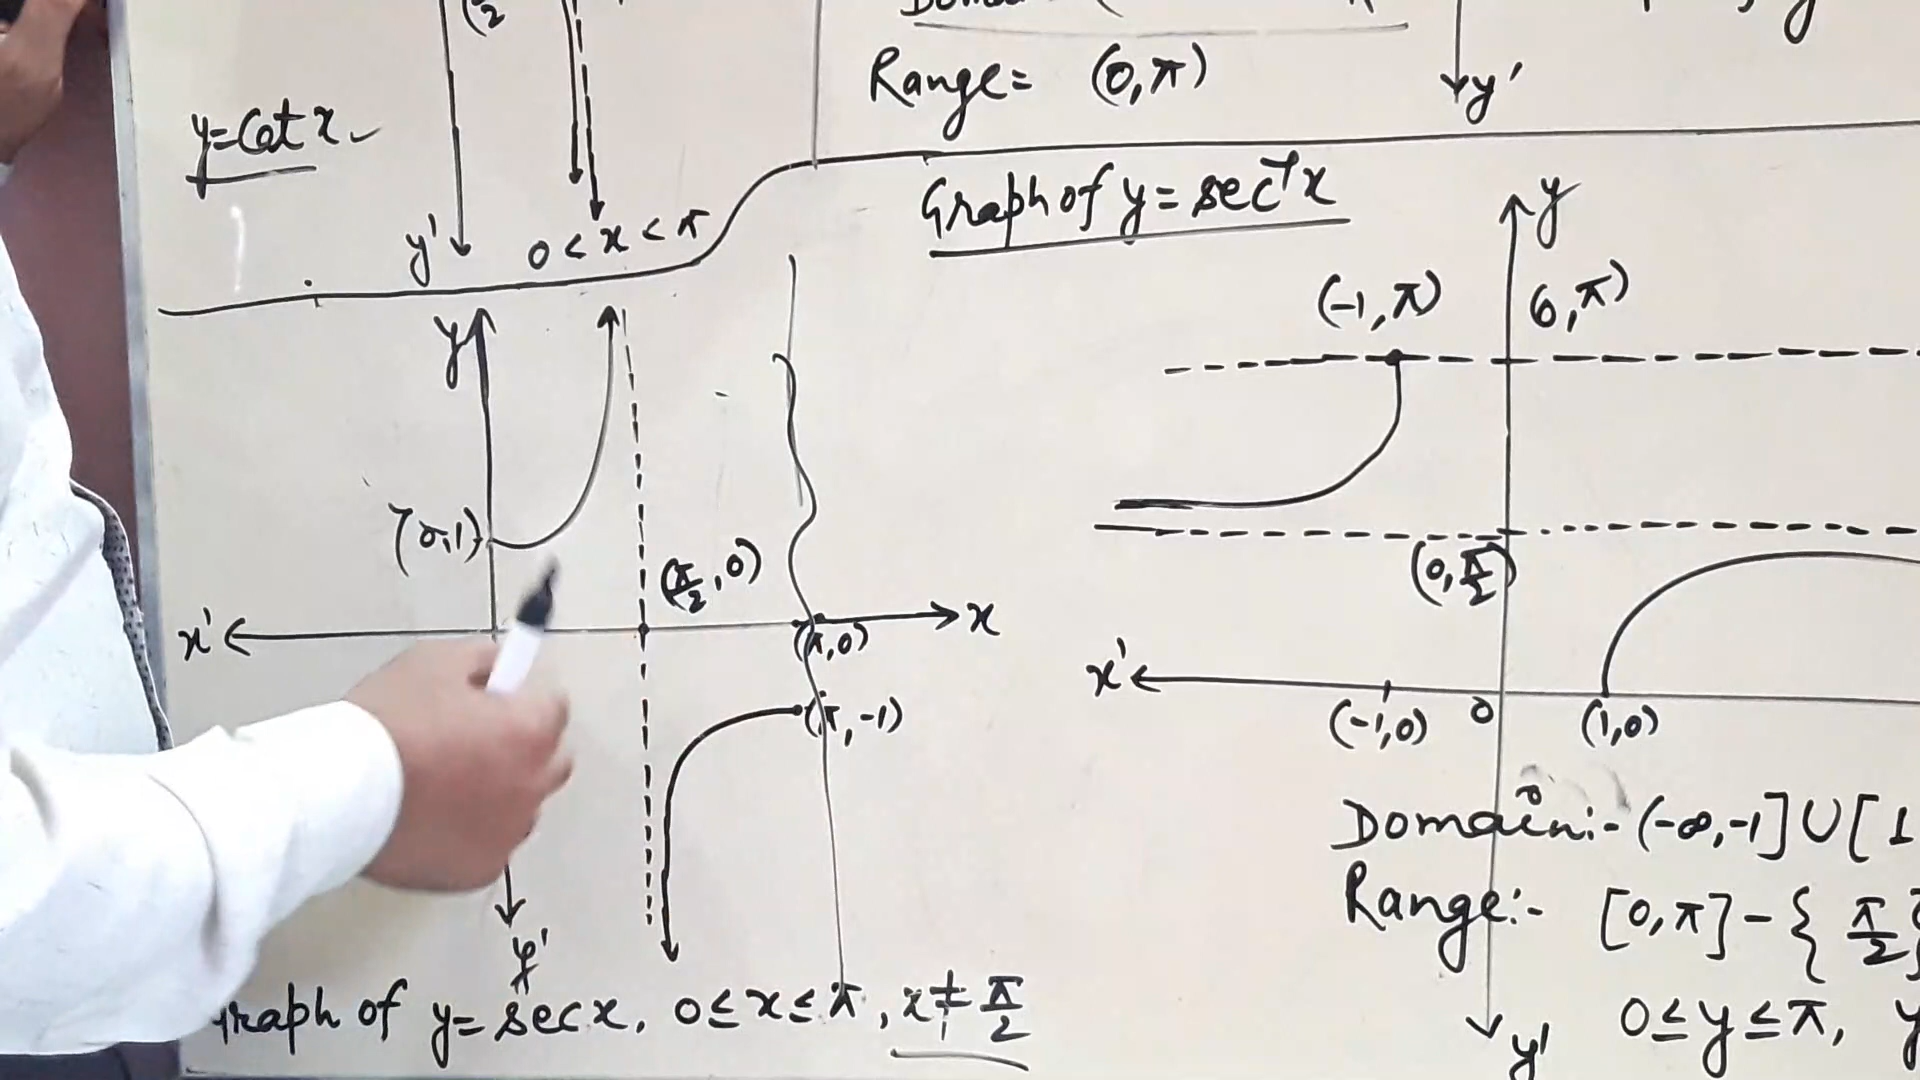 Range= (0,π)
y'
y=Cot x
y'
0<x<π
Graph of y = sec⁻¹x
y
(-1,π)
0,π)
y
(0,1)
(π/2,0)
(0,π/2)
x'
x
(π,0)
(π,-1)
x'
(-1,0)
0
(1,0)
Domain:- (-∞,-1]U[1
Range:- [0,π]-{π/2}
y'
graph of y=secx, 0≤x≤π, x≠π/2
0≤y≤π, y
y'